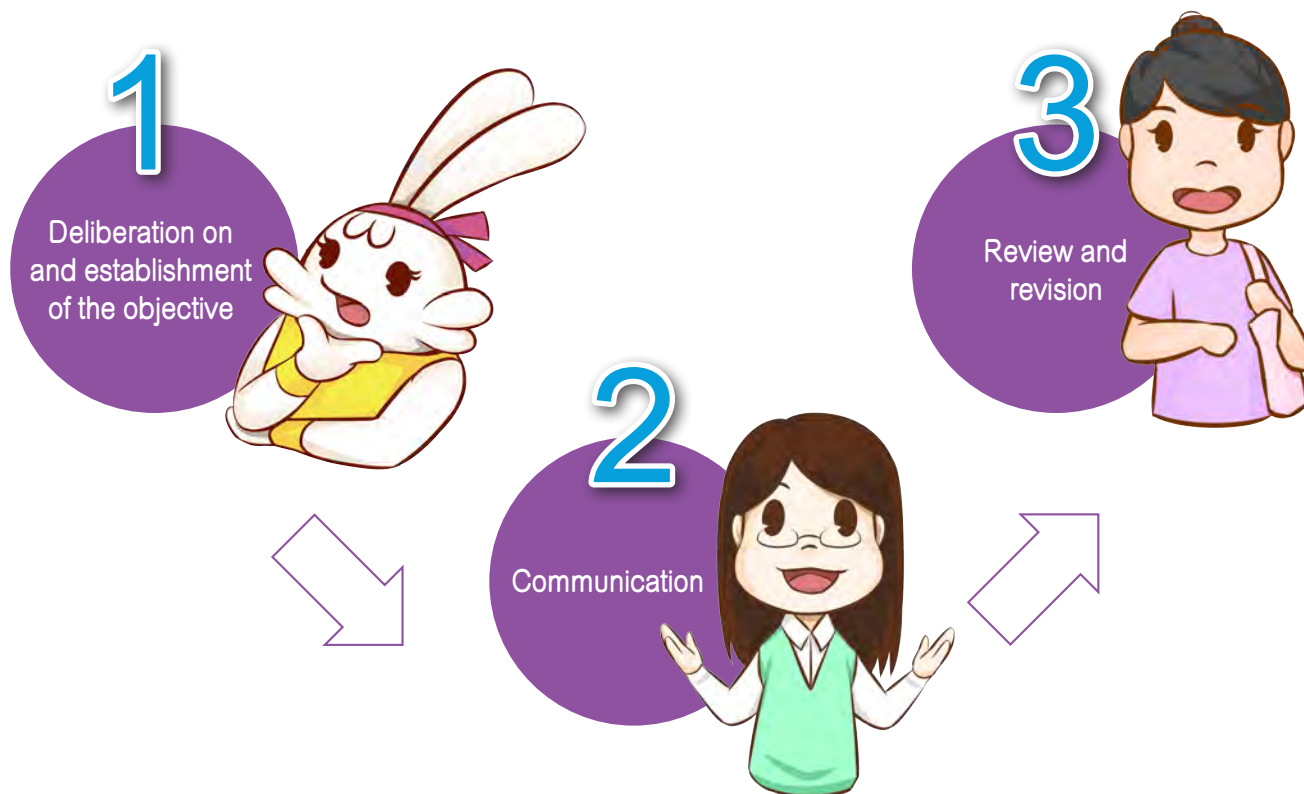 1
Deliberation on
and establishment
of the objective
2
Communication
3
Review and
revision